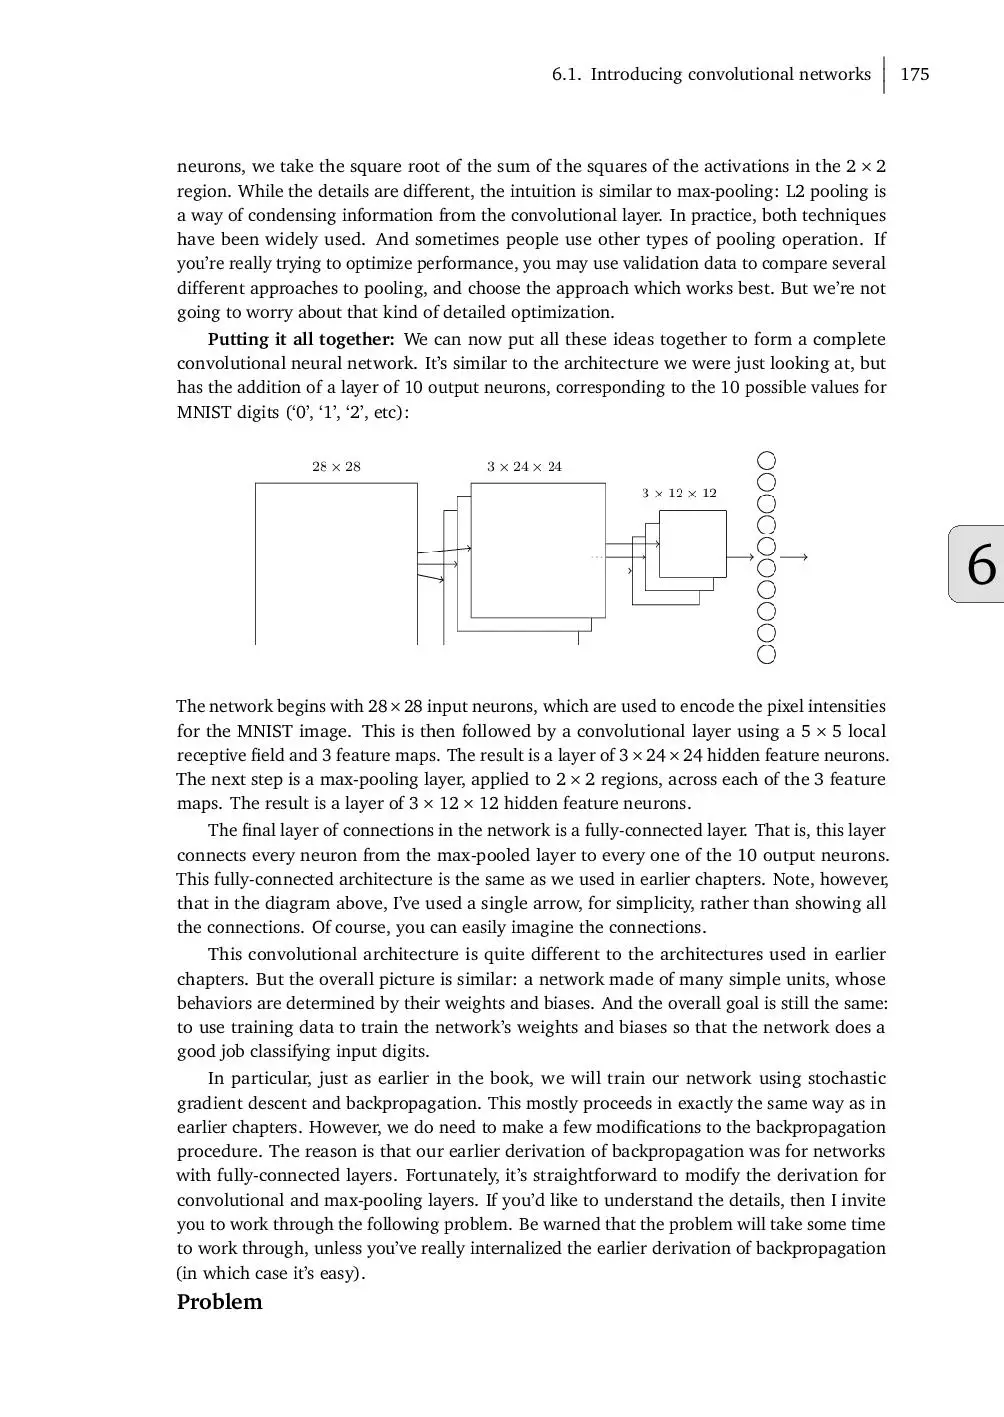 6.1. Introducing convolutional networks 175
neurons, we take the square root of the sum of the squares of the activations in the 2 × 2
region. While the details are different, the intuition is similar to max-pooling: L2 pooling is
a way of condensing information from the convolutional layer. In practice, both techniques
have been widely used. And sometimes people use other types of pooling operation. If
you’re really trying to optimize performance, you may use validation data to compare several
different approaches to pooling, and choose the approach which works best. But we’re not
going to worry about that kind of detailed optimization.
Putting it all together: We can now put all these ideas together to form a complete
convolutional neural network. It’s similar to the architecture we were just looking at, but
has the addition of a layer of 10 output neurons, corresponding to the 10 possible values for
MNIST digits (‘0’, ‘1’, ‘2’, etc):
28 × 28
3 × 24 × 24
3 × 12 × 12
6
The network begins with 28 × 28 input neurons, which are used to encode the pixel intensities
for the MNIST image. This is then followed by a convolutional layer using a 5 × 5 local
receptive field and 3 feature maps. The result is a layer of 3 × 24 × 24 hidden feature neurons.
The next step is a max-pooling layer, applied to 2 × 2 regions, across each of the 3 feature
maps. The result is a layer of 3 × 12 × 12 hidden feature neurons.
The final layer of connections in the network is a fully-connected layer. That is, this layer
connects every neuron from the max-pooled layer to every one of the 10 output neurons.
This fully-connected architecture is the same as we used in earlier chapters. Note, however,
that in the diagram above, I’ve used a single arrow, for simplicity, rather than showing all
the connections. Of course, you can easily imagine the connections.
This convolutional architecture is quite different to the architectures used in earlier
chapters. But the overall picture is similar: a network made of many simple units, whose
behaviors are determined by their weights and biases. And the overall goal is still the same:
to use training data to train the network’s weights and biases so that the network does a
good job classifying input digits.
In particular, just as earlier in the book, we will train our network using stochastic
gradient descent and backpropagation. This mostly proceeds in exactly the same way as in
earlier chapters. However, we do need to make a few modifications to the backpropagation
procedure. The reason is that our earlier derivation of backpropagation was for networks
with fully-connected layers. Fortunately, it’s straightforward to modify the derivation for
convolutional and max-pooling layers. If you’d like to understand the details, then I invite
you to work through the following problem. Be warned that the problem will take some time
to work through, unless you’ve really internalized the earlier derivation of backpropagation
(in which case it’s easy).
Problem